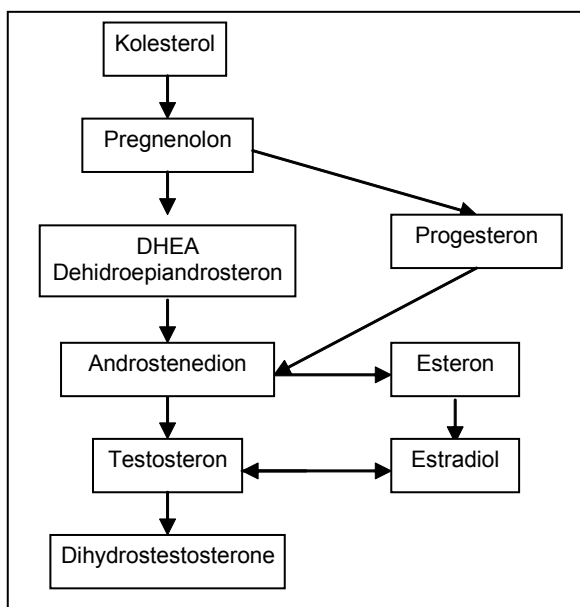 Kolesterol
Pregnenolon
DHEA
Dehidroepiandrosteron
Progesteron
Androstenedion
Esteron
Testosteron
Estradiol
Dihydrostestosterone